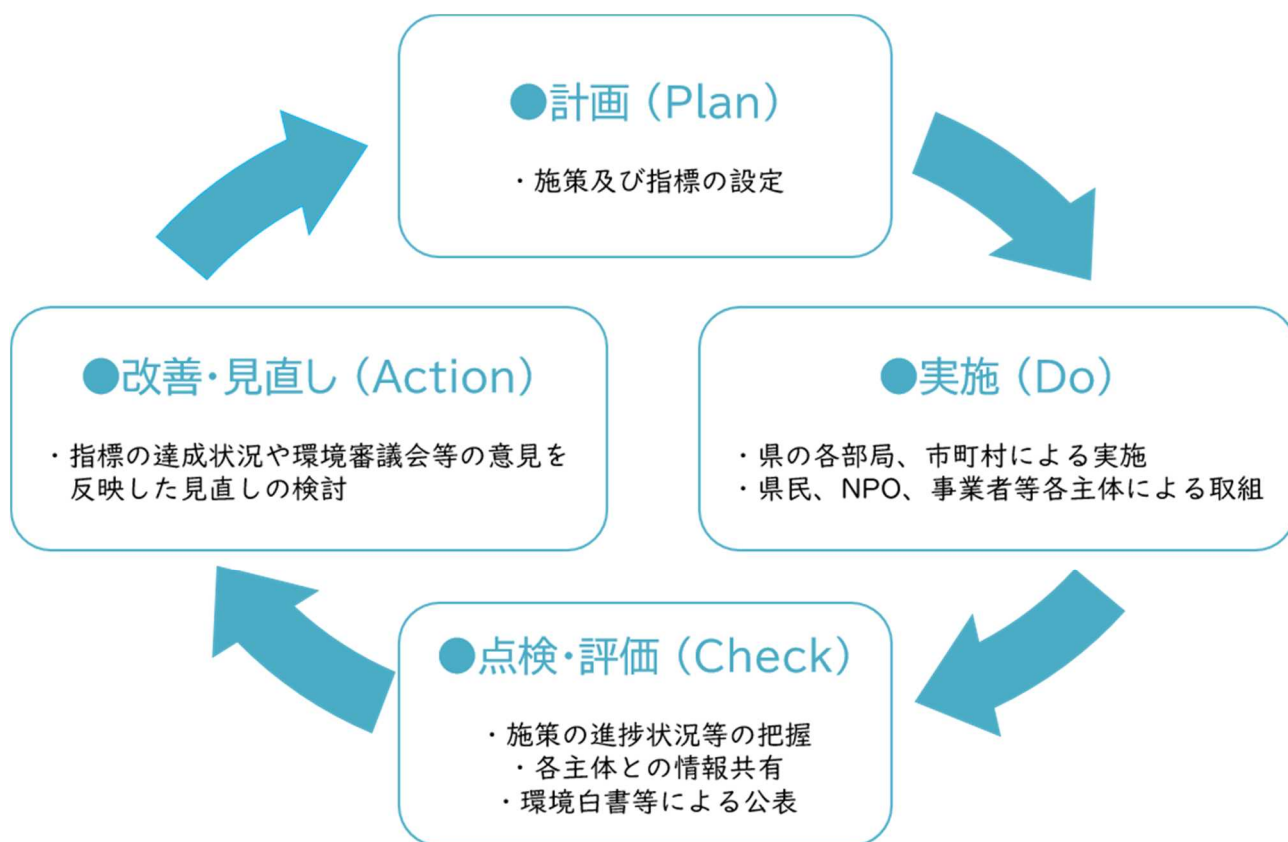 ●計画（Plan）
・施策及び指標の設定
●実施（Do）
・県の各部局、市町村による実施
・県民、NPO、事業者等各主体による取組
●点検・評価（Check）
・施策の進捗状況等の把握
・各主体との情報共有
・環境白書等による公表
●改善・見直し（Action）
・指標の達成状況や環境審議会等の意見を
反映した見直しの検討